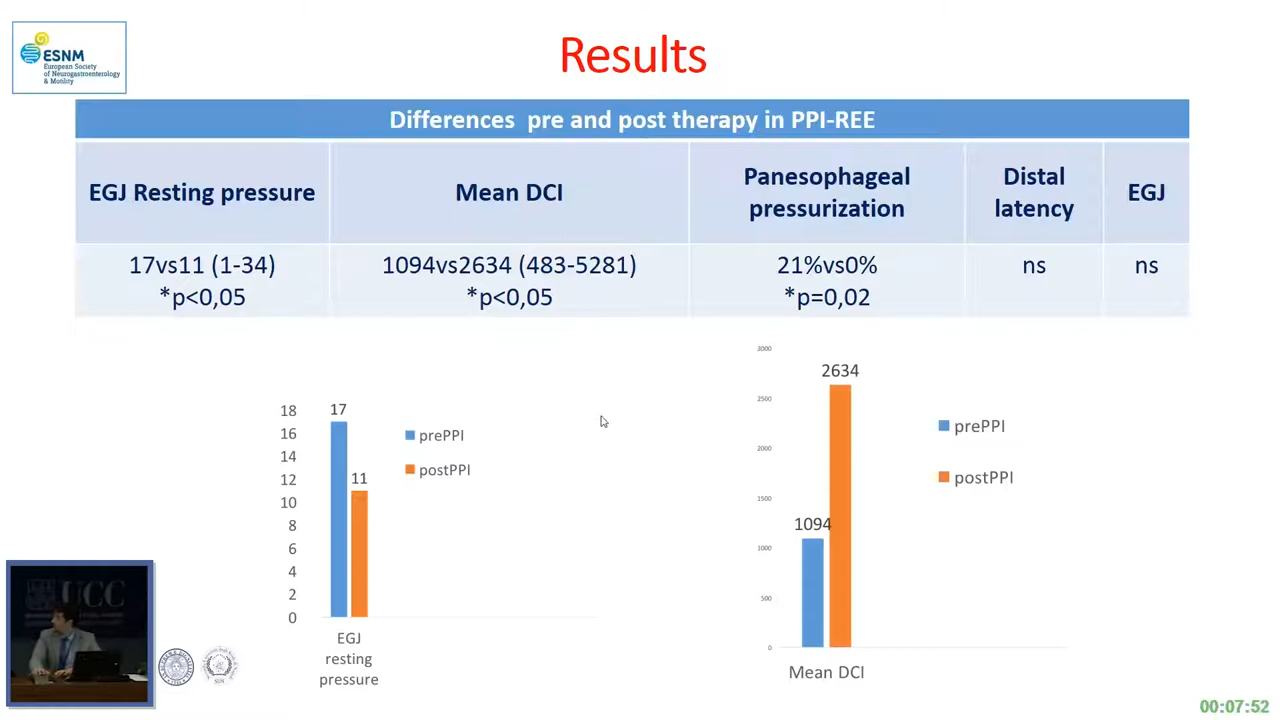 ESNM
European Society
of Neurogastroenterology
& Motility
Results
Differences pre and post therapy in PPI-REE
EGJ Resting pressure
Mean DCI
Panesophageal
pressurization
Distal
latency
EGJ
17vs11 (1-34)
*p<0,05
1094vs2634 (483-5281)
*p<0,05
21%vs0%
*p=0,02
ns
ns
18
16
14
12
10
8
6
4
2
0
17
11
prePPI
postPPI
EGJ
resting
pressure
3000
2500
2000
1500
1000
500
0
2634
1094
prePPI
postPPI
Mean DCI
UCC
00:07:52